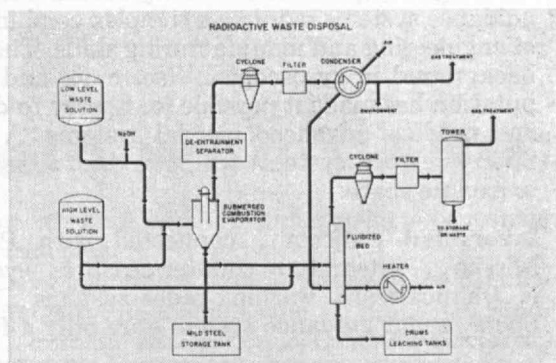 RADIOACTIVE WASTE DISPOSAL
LOW LEVEL
WASTE
SOLUTION
NaOH
HIGH LEVEL
WASTE
SOLUTION
DE-ENTRAINMENT
SEPARATOR
SUBMERSED
COMBUSTION
EVAPORATOR
MILD STEEL
STORAGE TANK
CYCLONE
FILTER
CONDENSER
AIR
GAS TREATMENT
ENVIRONMENT
CYCLONE
FILTER
TOWER
GAS TREATMENT
TO STORAGE
OR WASTE
FLUIDIZED
BED
HEATER
AIR
DRUMS
LEACHING TANKS